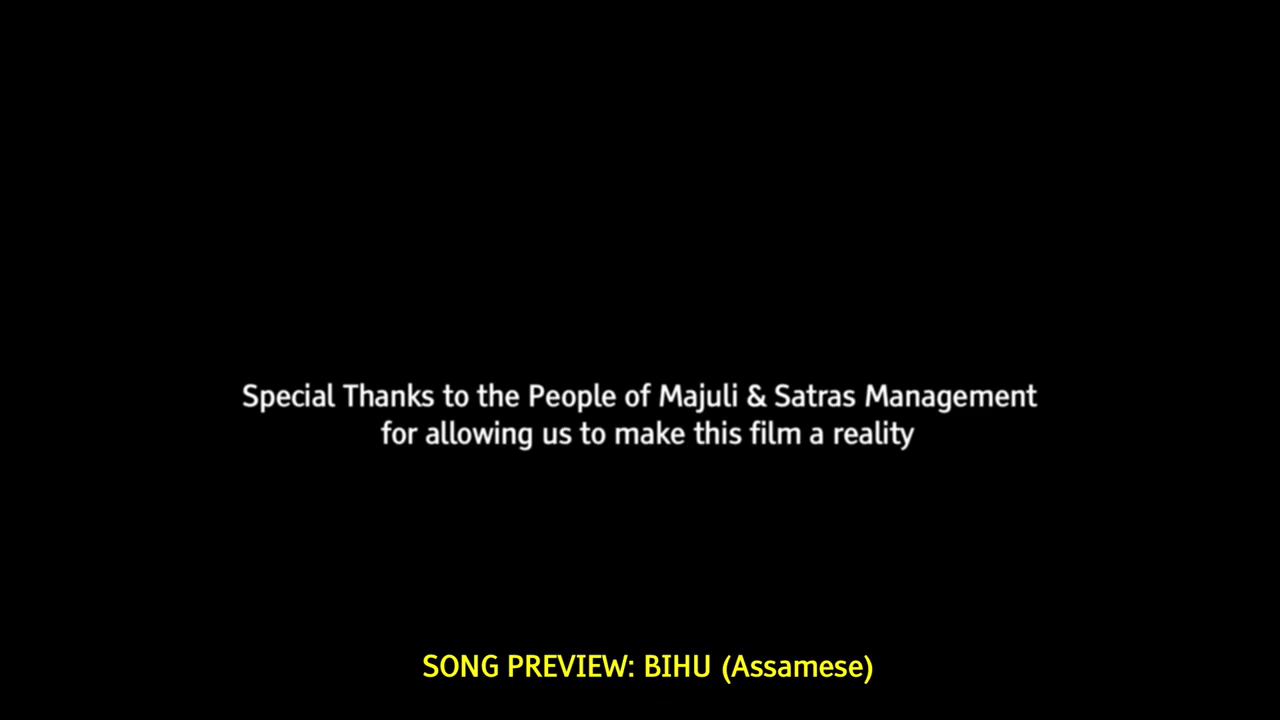 Special Thanks to the People of Majuli & Satras Management
for allowing us to make this film a reality
SONG PREVIEW: BIHU (Assamese)